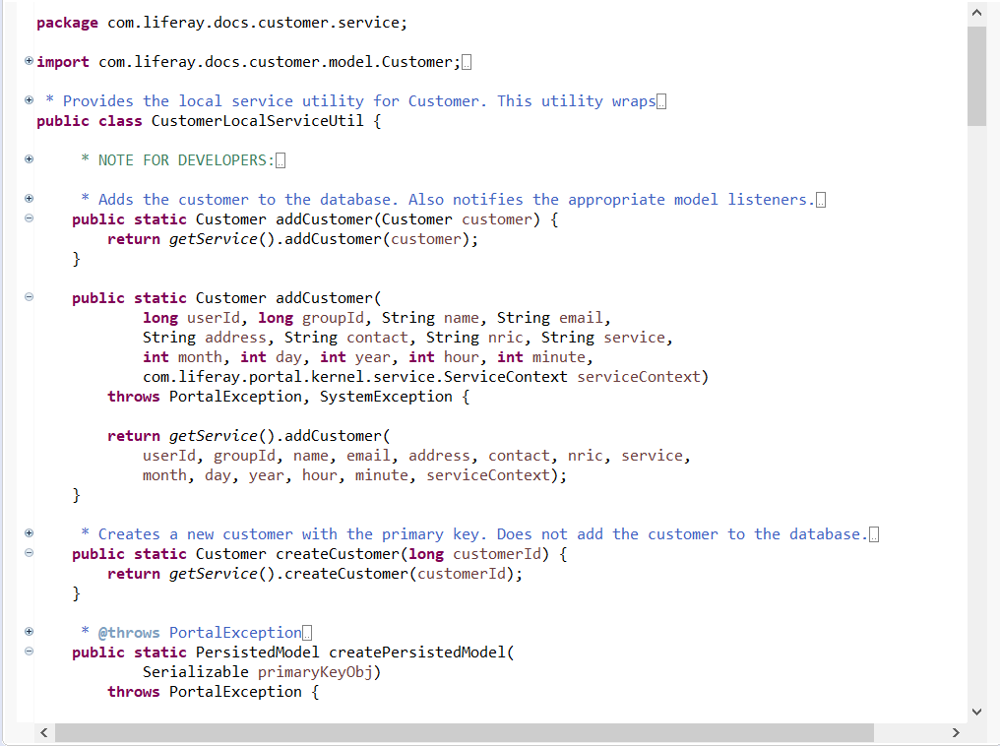 package com.liferay.docs.customer.service;
import com.liferay.docs.customer.model.Customer;
* Provides the local service utility for Customer. This utility wraps
public class CustomerLocalServiceUtil {
* NOTE FOR DEVELOPERS:
* Adds the customer to the database. Also notifies the appropriate model listeners.
public static Customer addCustomer(Customer customer) {
return getService().addCustomer(customer);
}
public static Customer addCustomer(
long userId, long groupId, String name, String email,
String address, String contact, String nric, String service,
int month, int day, int year, int hour, int minute,
com.liferay.portal.kernel.service.ServiceContext serviceContext)
throws PortalException, SystemException {
return getService().addCustomer(
userId, groupId, name, email, address, contact, nric, service,
month, day, year, hour, minute, serviceContext);
}
* Creates a new customer with the primary key. Does not add the customer to the database.
public static Customer createCustomer(long customerId) {
return getService().createCustomer(customerId);
}
* @throws PortalException
public static PersistedModel createPersistedModel(
Serializable primaryKeyObj)
throws PortalException {